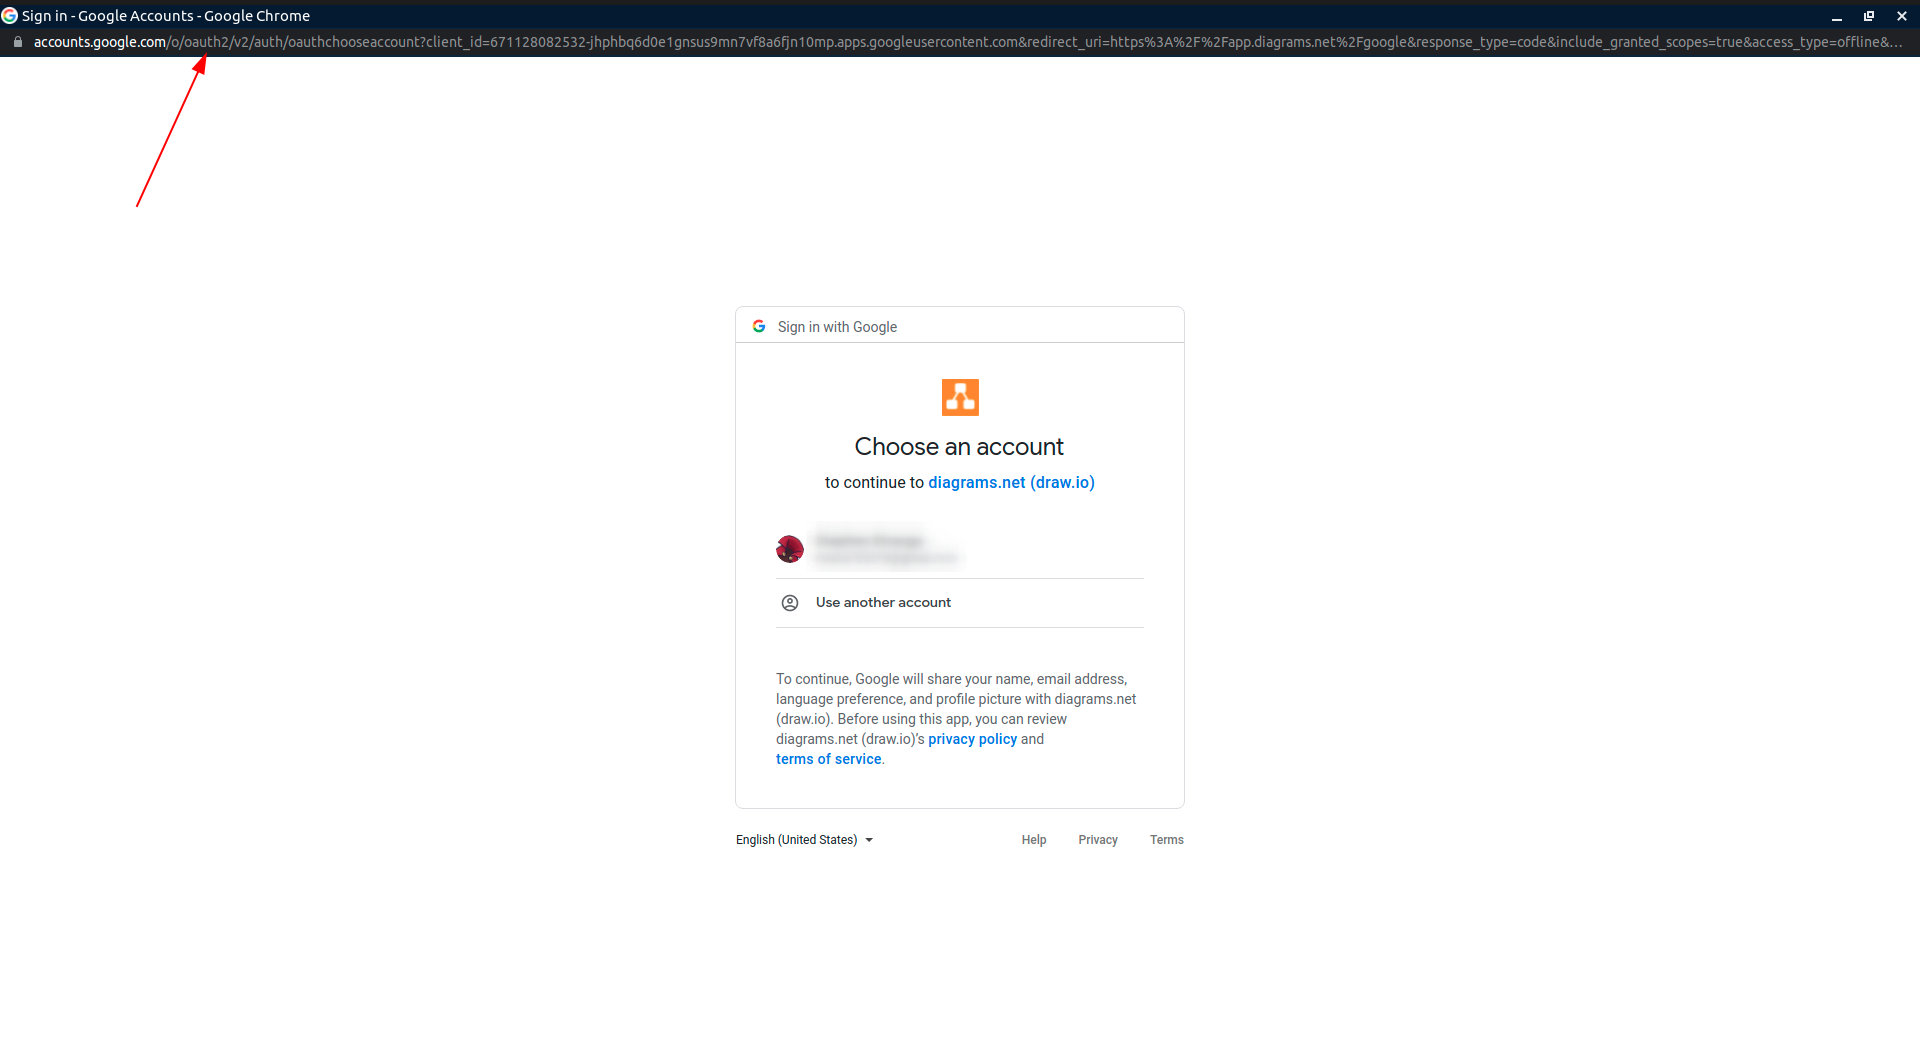 Sign in - Google Accounts - Google Chrome
accounts.google.com/o/oauth2/v2/auth/oauthchooseaccount?client_id=671128082532-jhphbq6d0e1gnsus9mn7vf8a6fjn10mp.apps.googleusercontent.com&redirect_uri=https%3A%2F%2Fapp.diagrams.net%2Fgoogle&response_type=code&include_granted_scopes=true&access_type=offline&...
Sign in with Google
Choose an account
to continue to diagrams.net (draw.io)
Use another account
To continue, Google will share your name, email address,
language preference, and profile picture with diagrams.net
(draw.io). Before using this app, you can review
diagrams.net (draw.io)’s privacy policy and
terms of service.
English (United States) Help Privacy Terms